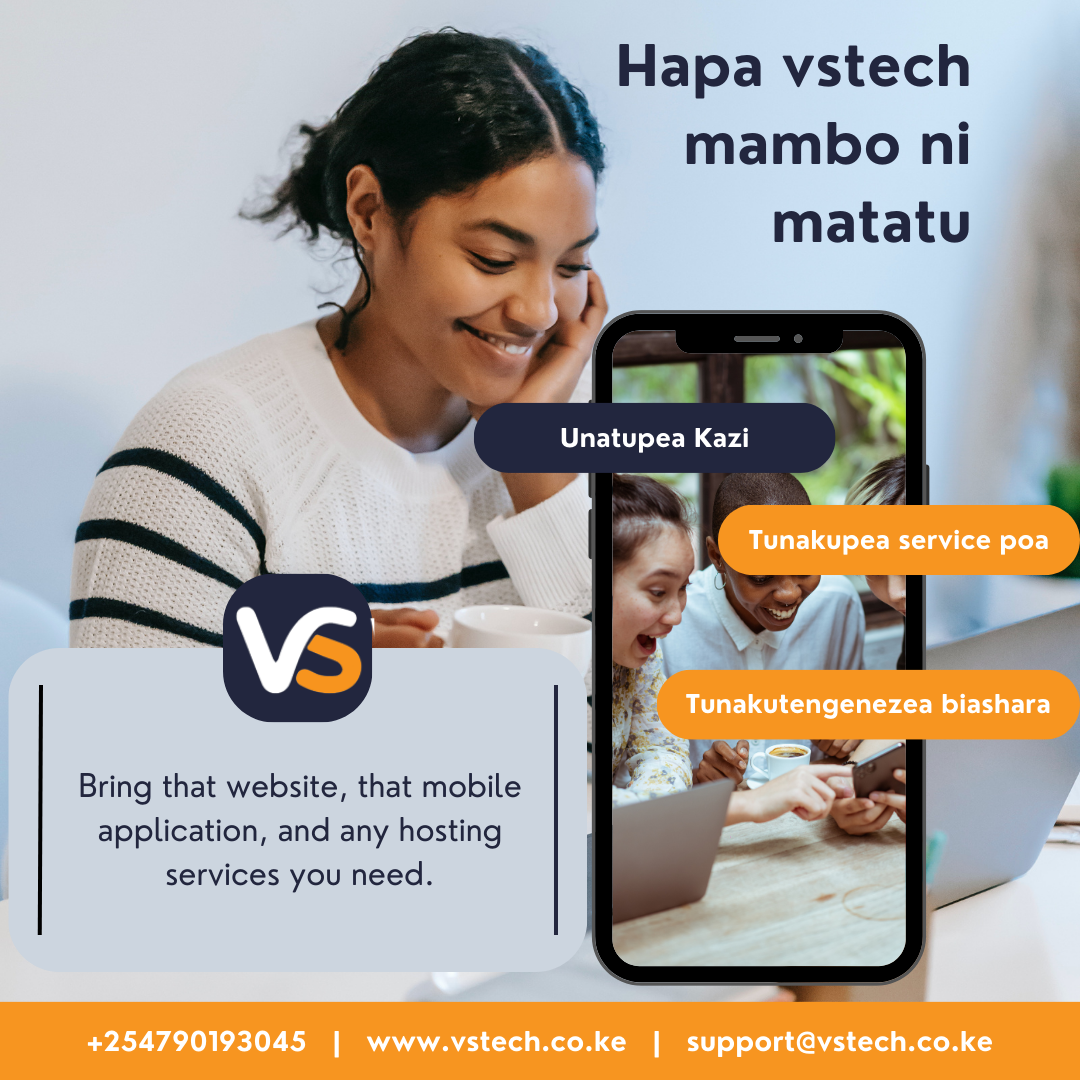 Hapa vstech
mambo ni
matatu
Unatupea Kazi
Tunakupea service poa
Tunakutengenezea biashara
VS
Bring that website, that mobile
application, and any hosting
services you need.
+254790193045 | www.vstech.co.ke | support@vstech.co.ke